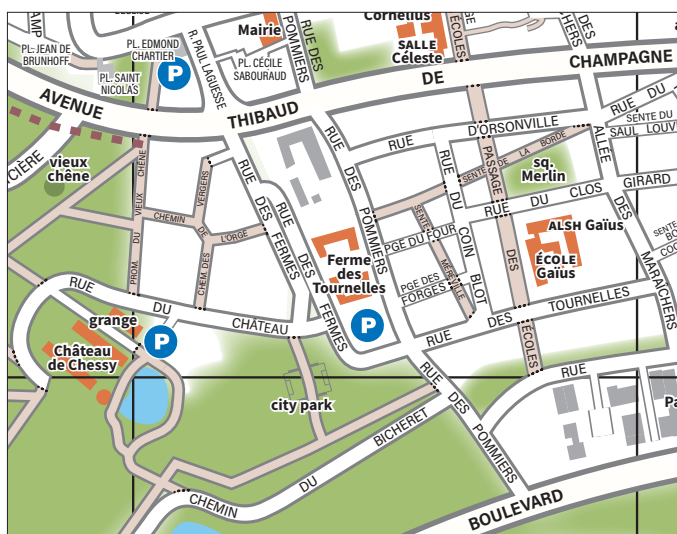 PL. JEAN DE
BRUNHOFF
PL. EDMOND
CHARTIER
PL. SAINT
NICOLAS
P
R. PAUL LAGUESSE
Mairie
RUE DES
POMMIERS
PL. CÉCILE
SABOURAUD
Cornelius
SALLE
Céleste
ÉCOLES
AVENUE THIBAUD DE CHAMPAGNE
RUE DU
SENTE DU
SAUL LOUV
ALLÉE
DES
MARAÎCHERS
vieux
chêne
PROM. DU VIEUX CHÊNE
CHEMIN DE L'ORGE
CHEM. DES VERGERS
RUE DES FERMES
RUE DES FERMES
RUE DES POMMIERS
RUE D'ORSONVILLE
SENTE DE LA BORDE
PASSAGE DES ÉCOLES
sq.
Merlin
RUE DU CLOS GIRARD
RUE DU COIN BLOT
PGE DU FOUR
PGE DES
FORGES
Ferme
des
Tournelles
P
ALSH Gaïus
ÉCOLE
Gaïus
RUE DES TOURNELLES
RUE DU CHÂTEAU
grange
Château
de Chessy
P
city park
RUE
RUE DES POMMIERS
CHEMIN DU BICHERET
BOULEVARD